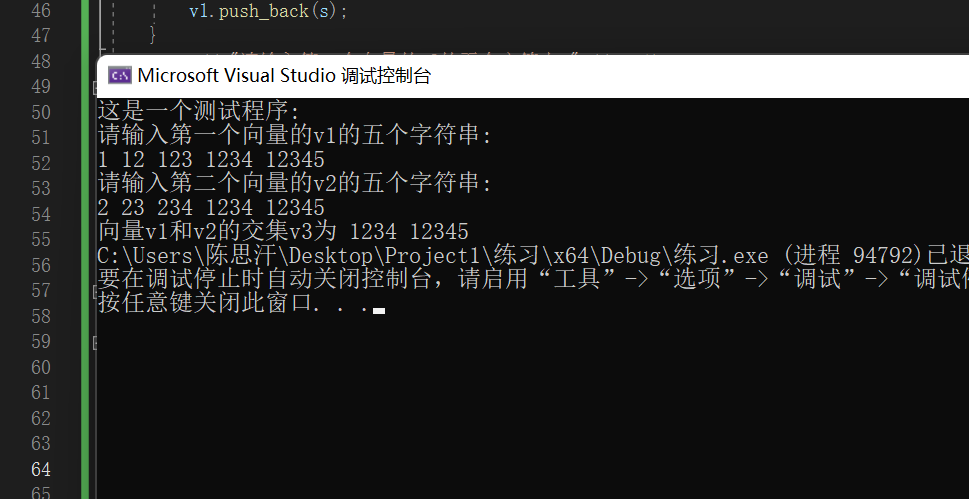 46 v1.push_back(s);
47 }
48
49
50
51
52
53
54
55
56
57
58
59
60
61
62
63
64
65
Microsoft Visual Studio 调试控制台
这是一个测试程序:
请输入第一个向量的v1的五个字符串:
1 12 123 1234 12345
请输入第二个向量的v2的五个字符串:
2 23 234 1234 12345
向量v1和v2的交集v3为 1234 12345
C:\Users\陈思汗\Desktop\Project1\练习\x64\Debug\练习.exe (进程 94792)已退
要在调试停止时自动关闭控制台，请启用“工具”->“选项”->“调试”->“调试停
按任意键关闭此窗口. . .